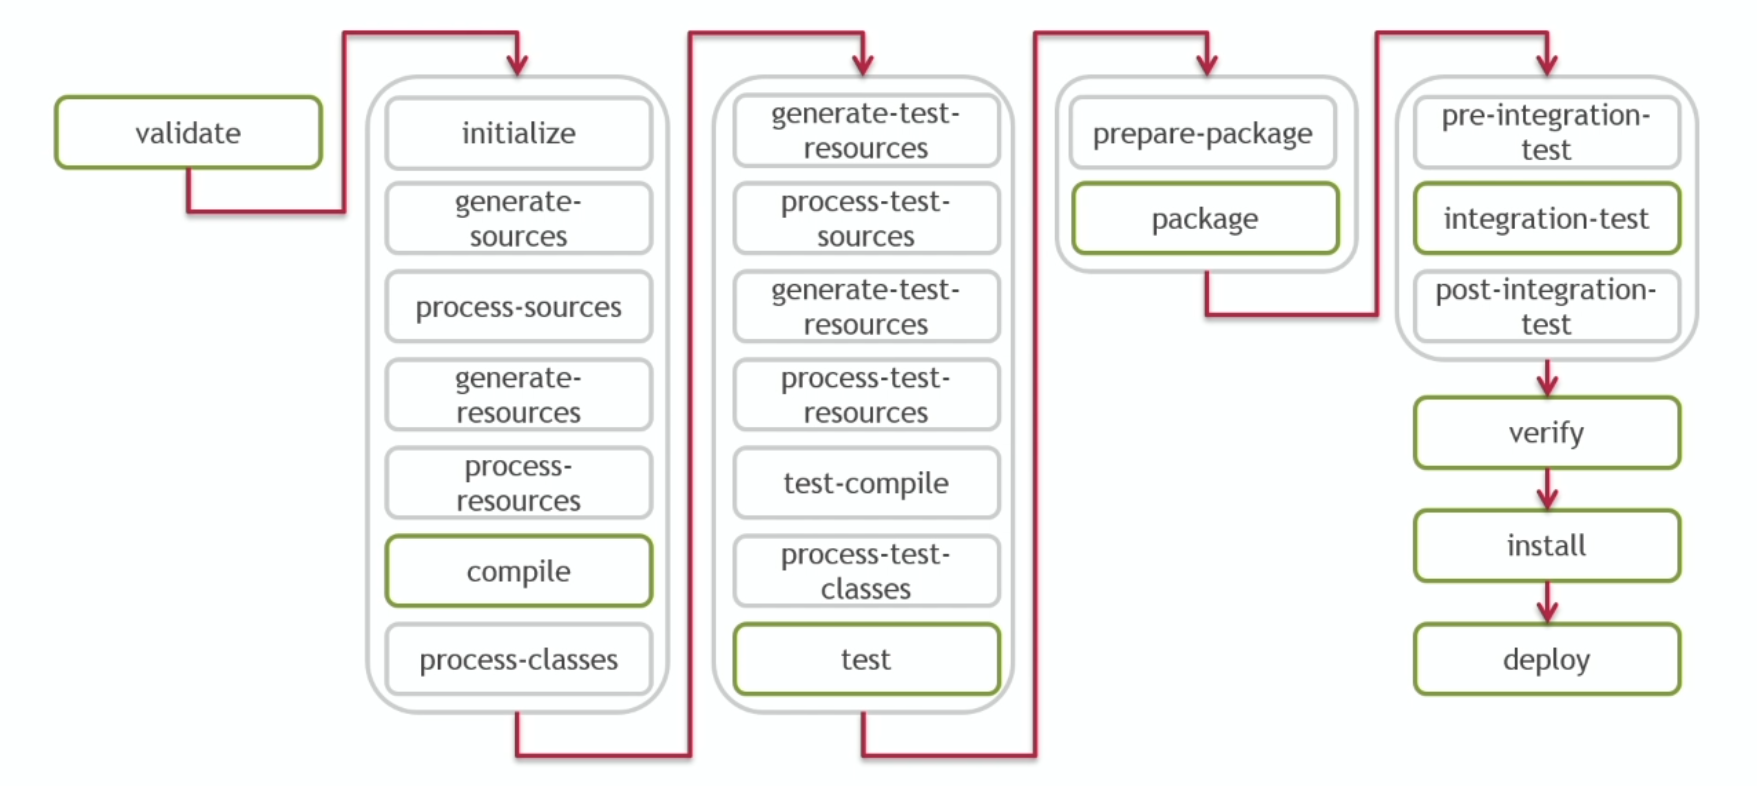 validate
initialize
generate-
sources
process-sources
generate-
resources
process-
resources
compile
process-classes
generate-test-
resources
process-test-
sources
generate-test-
resources
process-test-
resources
test-compile
process-test-
classes
test
prepare-package
package
pre-integration-
test
integration-test
post-integration-
test
verify
install
deploy